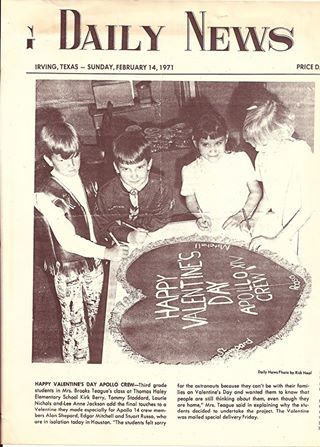 DAILY NEWS
IRVING, TEXAS — SUNDAY, FEBRUARY 14, 1971
PRICE
HAPPY
VALENTINE'S
DAY
APOLLO IV
CREW
Mitchell
Daily News Photo by Rick Neal
HAPPY VALENTINE'S DAY APOLLO CREW—Third grade
students in Mrs. Brooks Teague's class at Thomas Haley
Elementary School Kirk Berry, Tommy Stoddard, Laurie
Nichols and Lee Anne Jackson add the final touches to a
Valentine they made especially for Apollo 14 crew mem-
bers Alan Shepard, Edgar Mitchell and Stuart Russo, who
are in isolation today in Houston. "The students felt sorry
for the astronauts because they can't be with their fami-
lies on Valentine's Day and wanted them to know that
people are still thinking about them, even though they
are home," Mrs. Teague said in explaining why the stu-
dents decided to undertake the project. The Valentine
was mailed special delivery Friday.